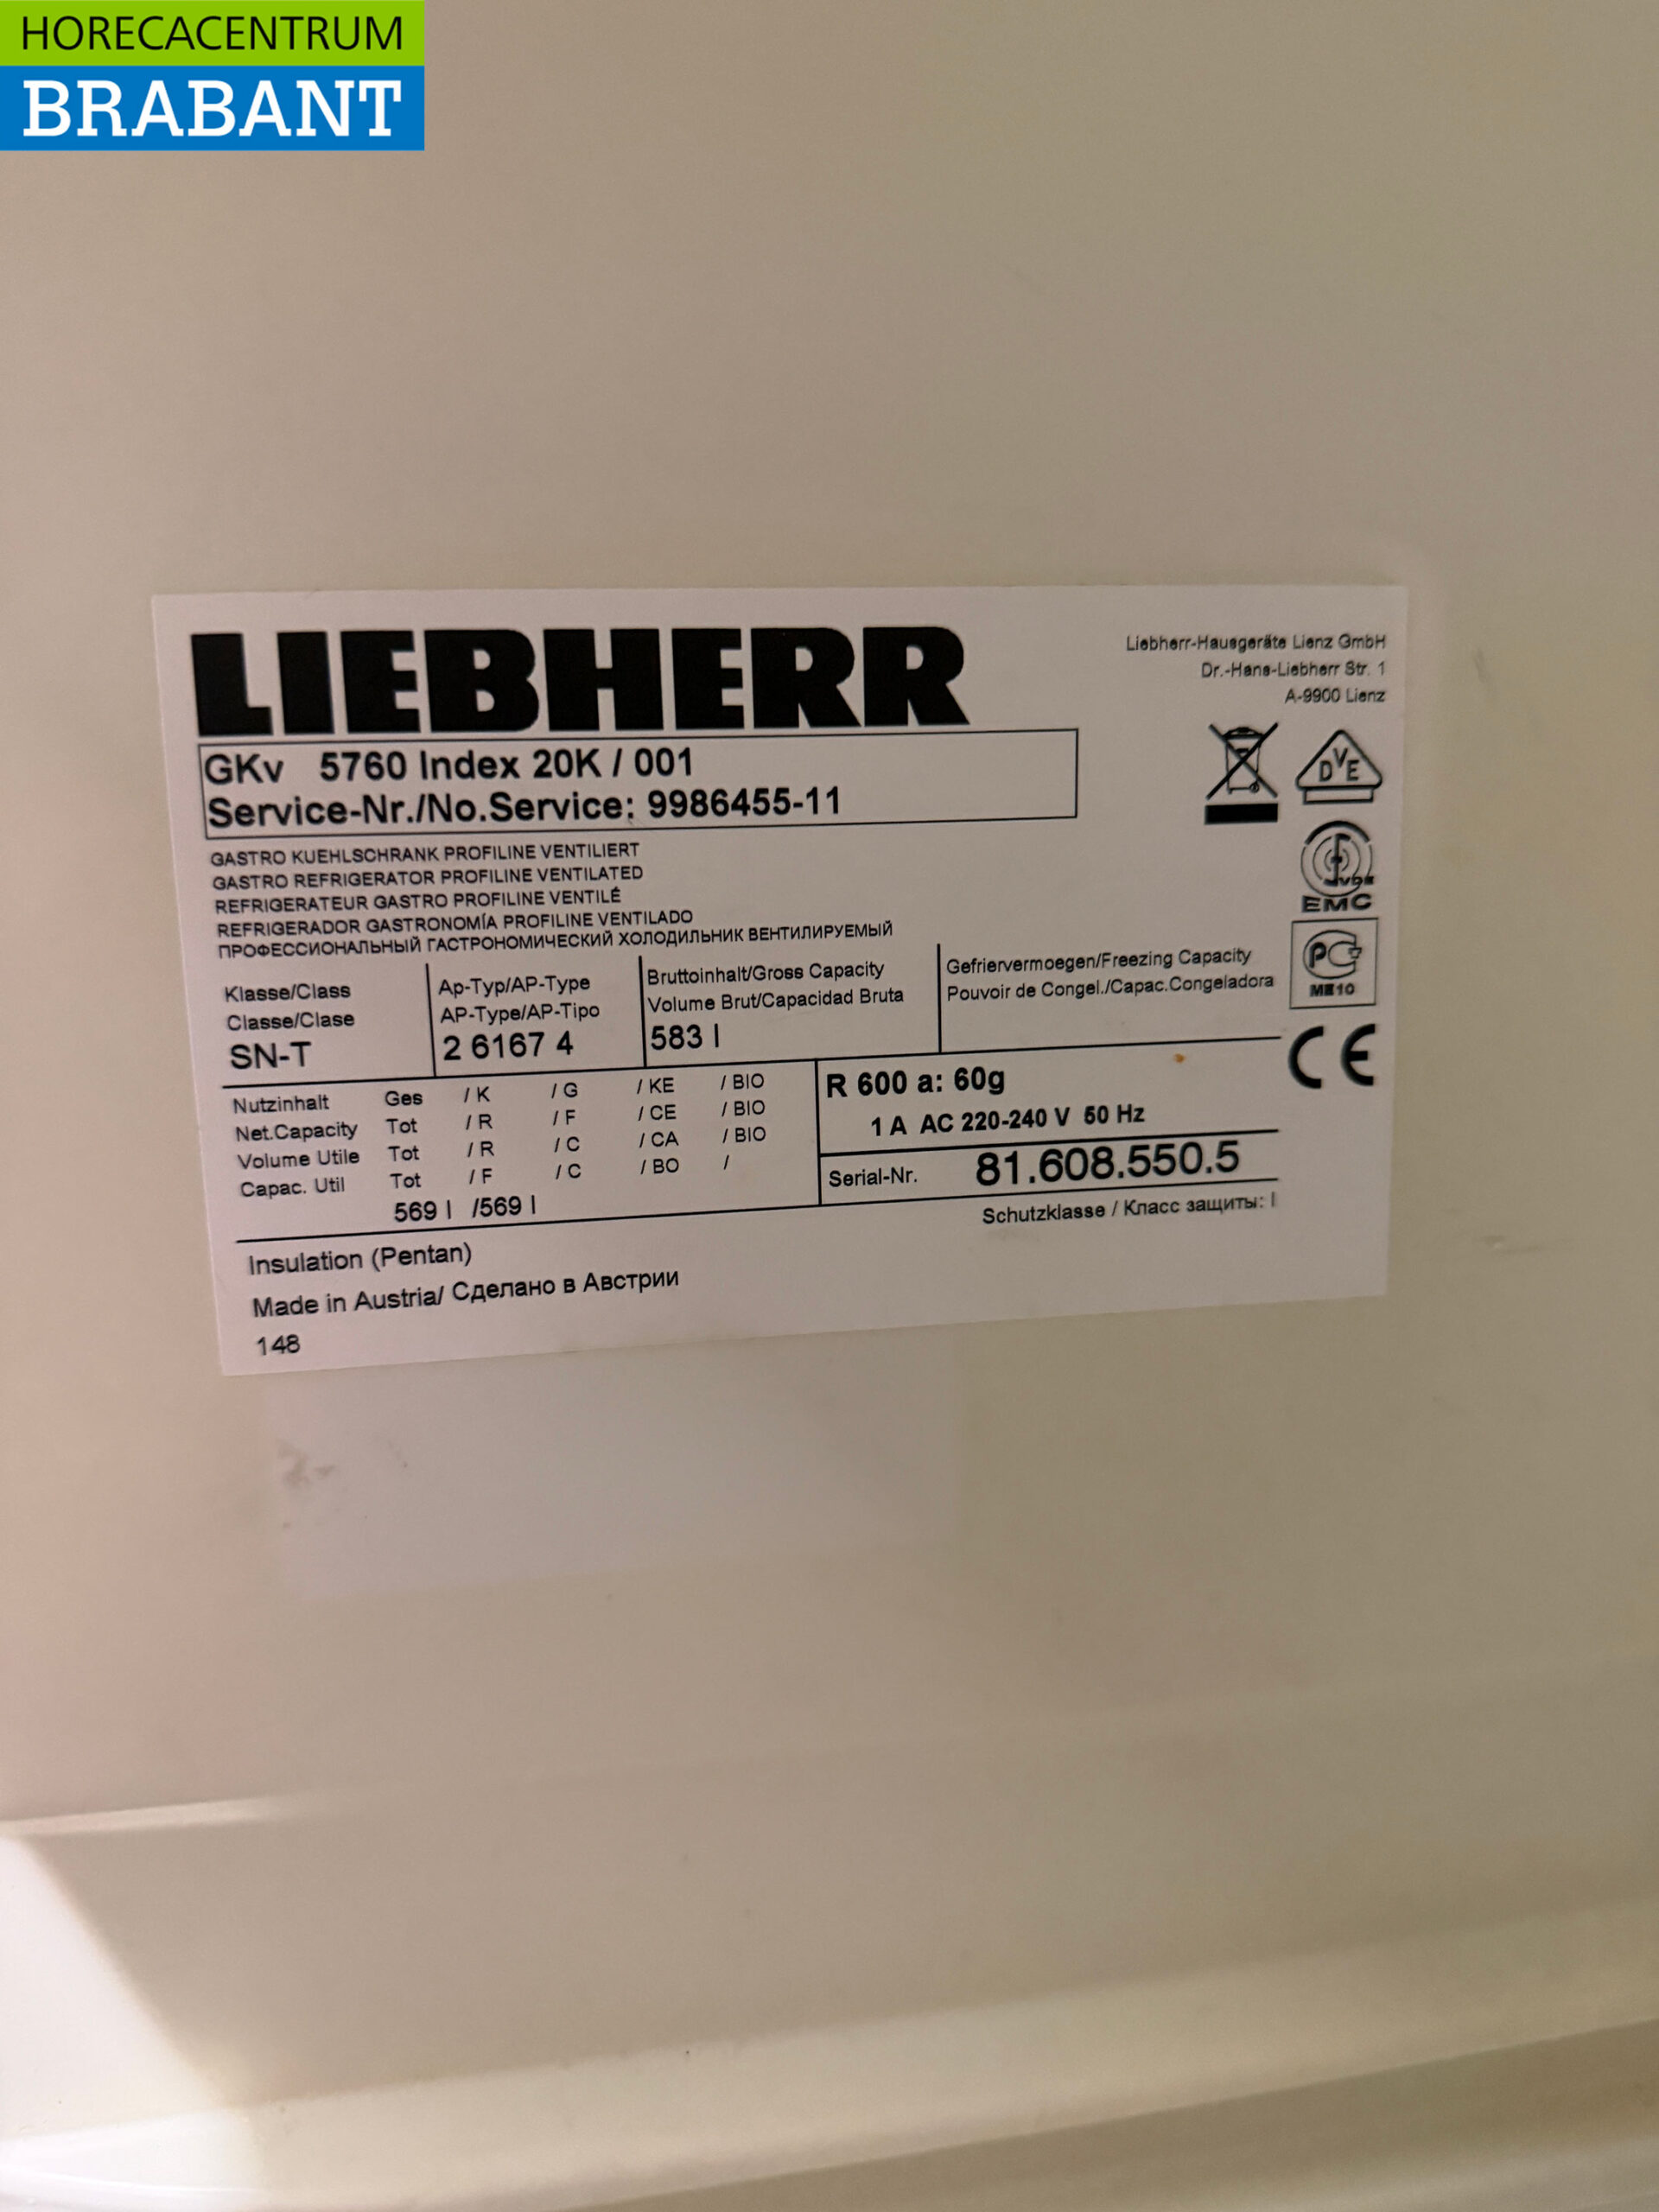 HORECACENTRUM
BRABANT
LIEBHERR
Liebherr-Hausgeräte Lienz GmbH
Dr.-Hans-Liebherr Str. 1
A-9900 Lienz
GKv 5760 Index 20K / 001
Service-Nr./No.Service: 9986455-11
DVE
VDE
EMC
PC
ME10
CE
GASTRO KUEHLSCHRANK PROFILINE VENTILIERT
GASTRO REFRIGERATOR PROFILINE VENTILATED
REFRIGERATEUR GASTRO PROFILINE VENTILÉ
REFRIGERADOR GASTRONOMÍA PROFILINE VENTILADO
ПРОФЕССИОНАЛЬНЫЙ ГАСТРОНОМИЧЕСКИЙ ХОЛОДИЛЬНИК ВЕНТИЛИРУЕМЫЙ
Klasse/Class
Classe/Clase
SN-T
Ap-Typ/AP-Type
AP-Type/AP-Tipo
2 6167 4
Bruttoinhalt/Gross Capacity
Volume Brut/Capacidad Bruta
583 l
Gefriervermoegen/Freezing Capacity
Pouvoir de Congel./Capac.Congeladora
Nutzinhalt Ges / K / G / KE / BIO
Net.Capacity Tot / R / F / CE / BIO
Volume Utile Tot / R / C / CA / BIO
Capac. Util Tot / F / C / BO /
569 l /569 l
R 600 a: 60g
1 A AC 220-240 V 50 Hz
Serial-Nr. 81.608.550.5
Schutzklasse / Класс защиты: I
Insulation (Pentan)
Made in Austria/ Сделано в Австрии
148